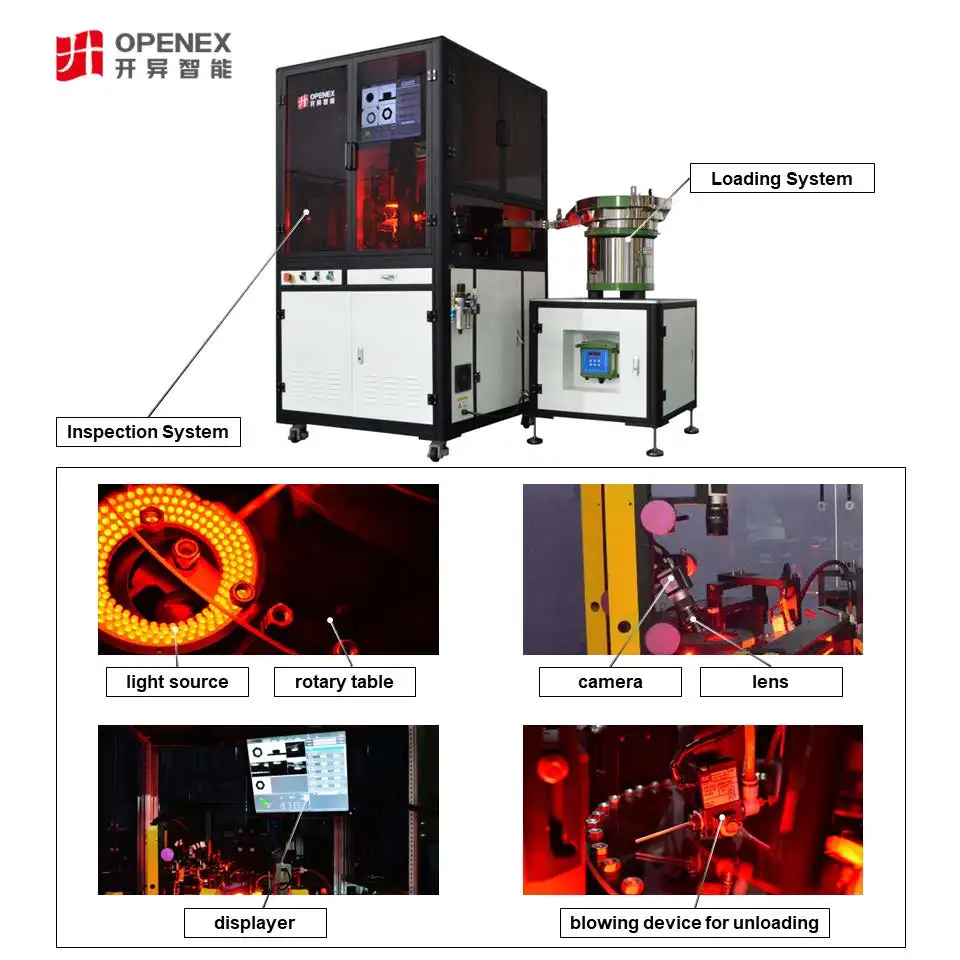 OPENEX
开昇智能
OPENEX
开昇智能
Loading System
Inspection System
light source
rotary table
camera
lens
displayer
blowing device for unloading